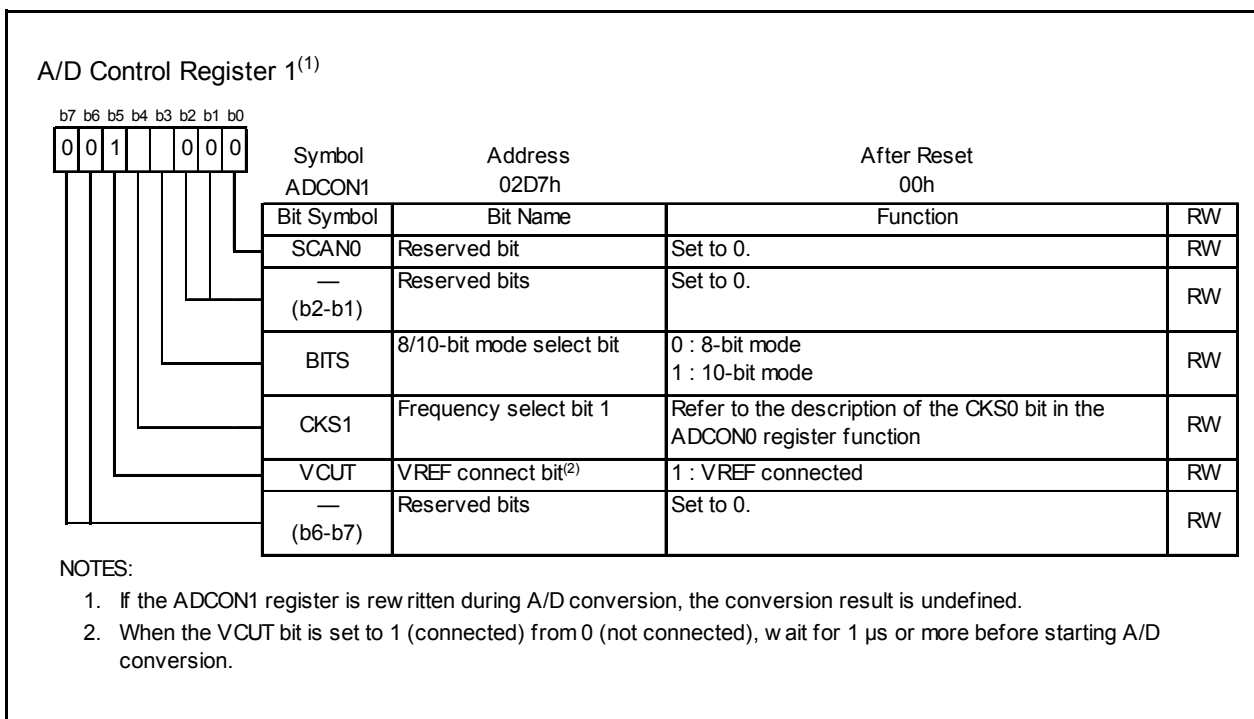 A/D Control Register 1(1)
b7 b6 b5 b4 b3 b2 b1 b0
0 0 1 0 0 0
Symbol Address After Reset
ADCON1 02D7h 00h
Bit Symbol Bit Name Function RW
SCAN0 Reserved bit Set to 0. RW
— (b2-b1) Reserved bits Set to 0. RW
BITS 8/10-bit mode select bit 0 : 8-bit mode
1 : 10-bit mode RW
CKS1 Frequency select bit 1 Refer to the description of the CKS0 bit in the
ADCON0 register function RW
VCUT VREF connect bit(2) 1 : VREF connected RW
— (b6-b7) Reserved bits Set to 0. RW
NOTES:
1. If the ADCON1 register is rewritten during A/D conversion, the conversion result is undefined.
2. When the VCUT bit is set to 1 (connected) from 0 (not connected), wait for 1 µs or more before starting A/D
conversion.